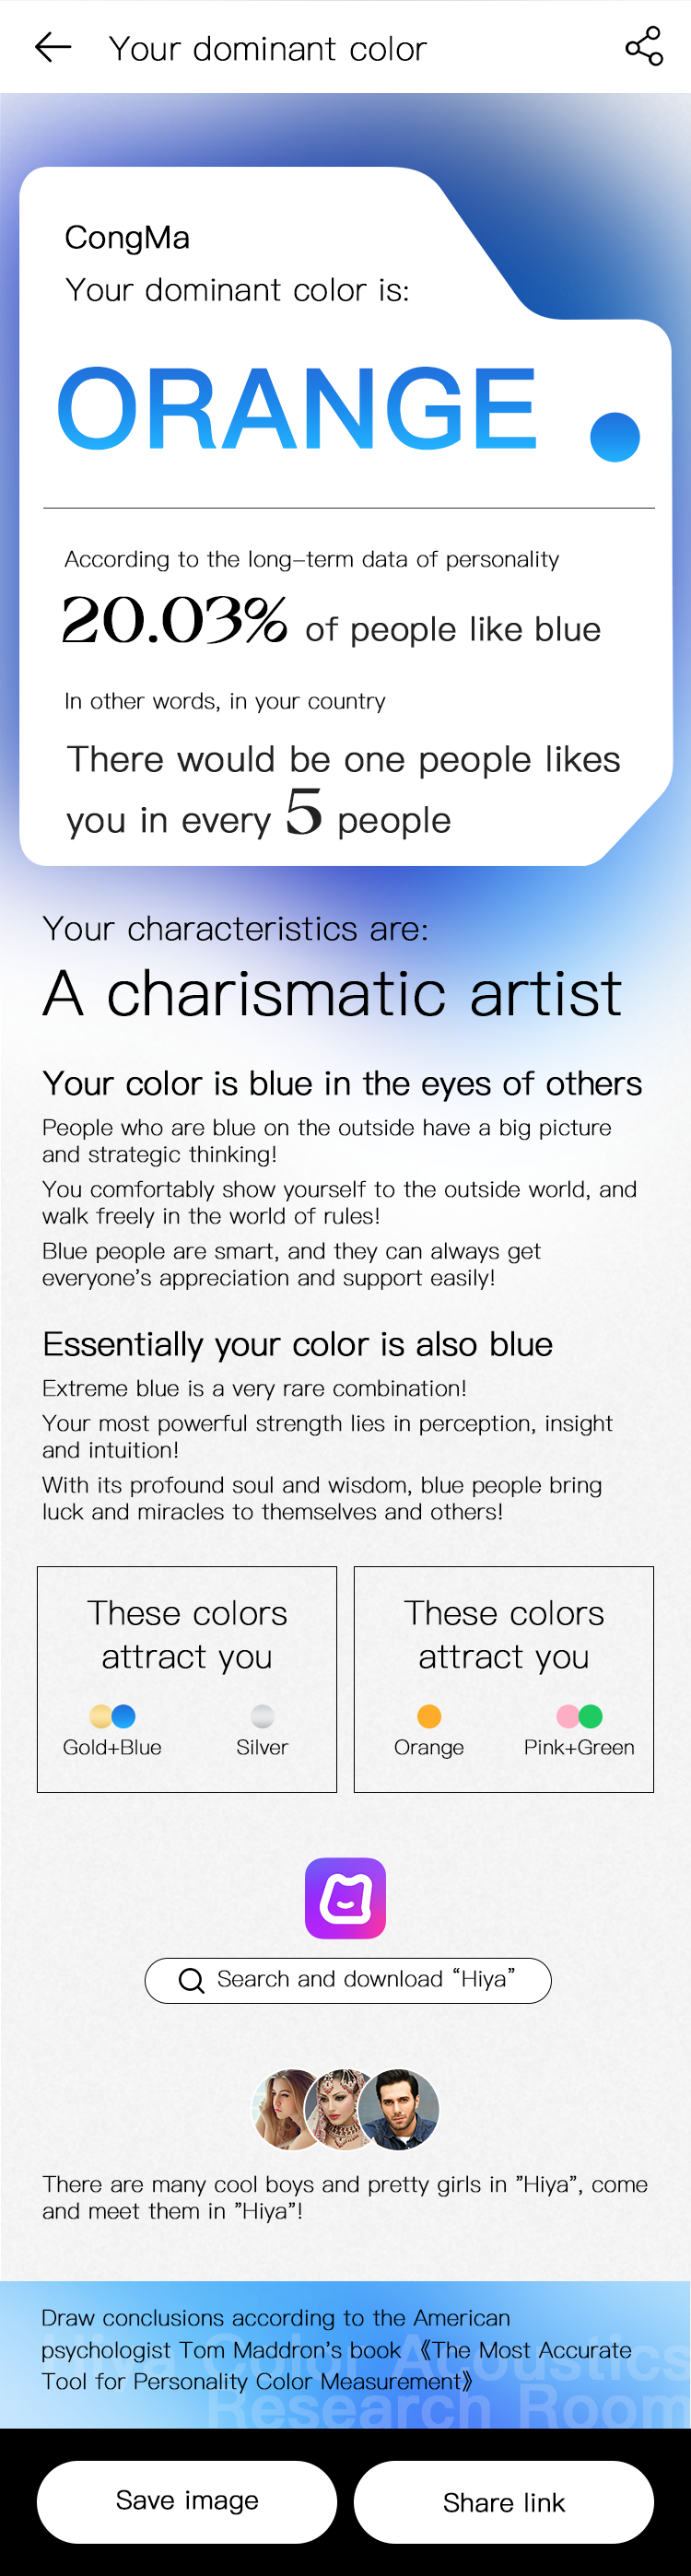 Your dominant color
CongMa
Your dominant color is:
ORANGE
According to the long-term data of personality
20.03% of people like blue
In other words, in your country
There would be one people likes
you in every 5 people
Your characteristics are:
A charismatic artist
Your color is blue in the eyes of others
People who are blue on the outside have a big picture
and strategic thinking!
You comfortably show yourself to the outside world, and
walk freely in the world of rules!
Blue people are smart, and they can always get
everyone's appreciation and support easily!
Essentially your color is also blue
Extreme blue is a very rare combination!
Your most powerful strength lies in perception, insight
and intuition!
With its profound soul and wisdom, blue people bring
luck and miracles to themselves and others!
These colors
attract you
Gold+Blue Silver
These colors
attract you
Orange Pink+Green
Search and download “Hiya”
There are many cool boys and pretty girls in ”Hiya”, come
and meet them in ”Hiya”!
Draw conclusions according to the American
psychologist Tom Maddron's book《The Most Accurate
Tool for Personality Color Measurement》
Color Acoustics
Research Room
Save image
Share link